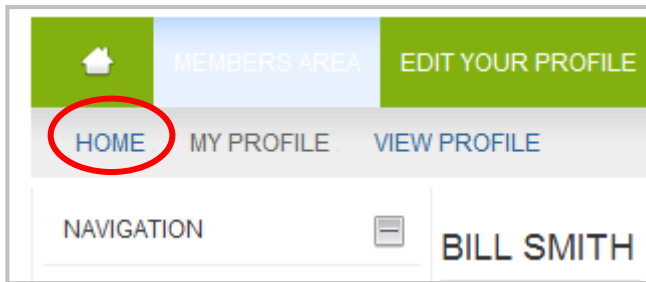 MEMBERS AREA EDIT YOUR PROFILE
HOME MY PROFILE VIEW PROFILE
NAVIGATION
BILL SMITH